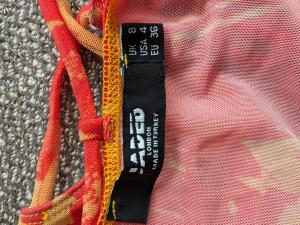 UK 8
USA 4
EU 36
JADED
LONDON
MADE IN TURKEY